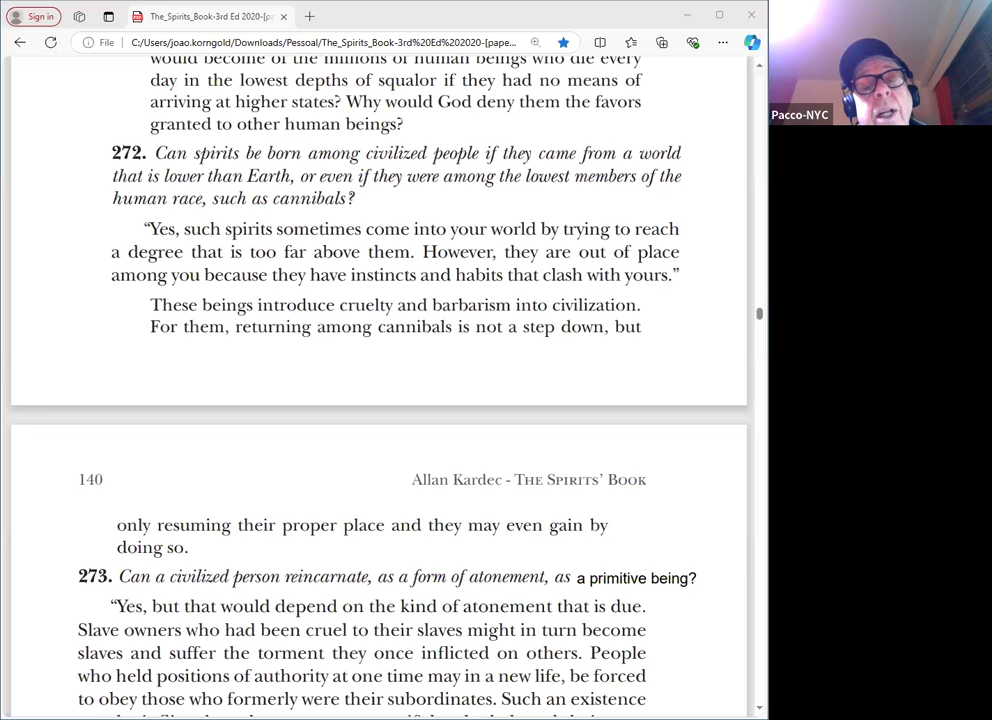 Sign in
The_Spirits_Book-3rd Ed 2020-[pa
File
C:/Users/joao.korngold/Downloads/Pessoal/The_Spirits_Book-3rd%20Ed%202020-[pape...
would become of the millions of human beings who die every
day in the lowest depths of squalor if they had no means of
arriving at higher states? Why would God deny them the favors
granted to other human beings?
272. Can spirits be born among civilized people if they came from a world
that is lower than Earth, or even if they were among the lowest members of the
human race, such as cannibals?
“Yes, such spirits sometimes come into your world by trying to reach
a degree that is too far above them. However, they are out of place
among you because they have instincts and habits that clash with yours.”
These beings introduce cruelty and barbarism into civilization.
For them, returning among cannibals is not a step down, but
140
Allan Kardec - The Spirits’ Book
only resuming their proper place and they may even gain by
doing so.
273. Can a civilized person reincarnate, as a form of atonement, as a primitive being?
“Yes, but that would depend on the kind of atonement that is due.
Slave owners who had been cruel to their slaves might in turn become
slaves and suffer the torment they once inflicted on others. People
who held positions of authority at one time may in a new life, be forced
to obey those who formerly were their subordinates. Such an existence
Pacco-NYC